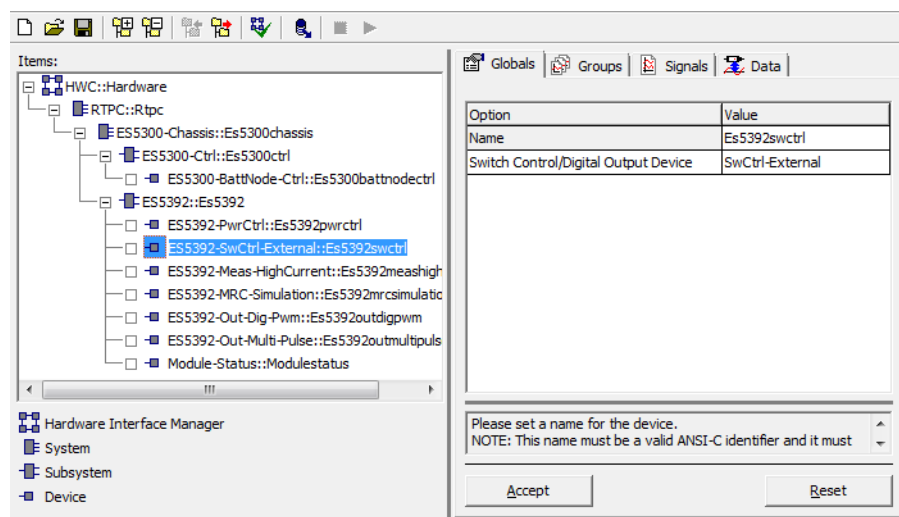 Items:
HWC::Hardware
RTPC::Rtpc
ES5300-Chassis::Es5300chassis
ES5300-Ctrl::Es5300ctrl
ES5300-BattNode-Ctrl::Es5300battnodectrl
ES5392::Es5392
ES5392-PwrCtrl::Es5392pwrctrl
ES5392-SwCtrl-External::Es5392swctrl
ES5392-Meas-HighCurrent::Es5392meashigh
ES5392-MRC-Simulation::Es5392mrcsimulatic
ES5392-Out-Dig-Pwm::Es5392outdigpwm
ES5392-Out-Multi-Pulse::Es5392outmultipuls
Module-Status::Modulestatus
Hardware Interface Manager
System
Subsystem
Device
Globals Groups Signals Data
Option Value
Name Es5392swctrl
Switch Control/Digital Output Device SwCtrl-External
Please set a name for the device.
NOTE: This name must be a valid ANSI-C identifier and it must
Accept Reset